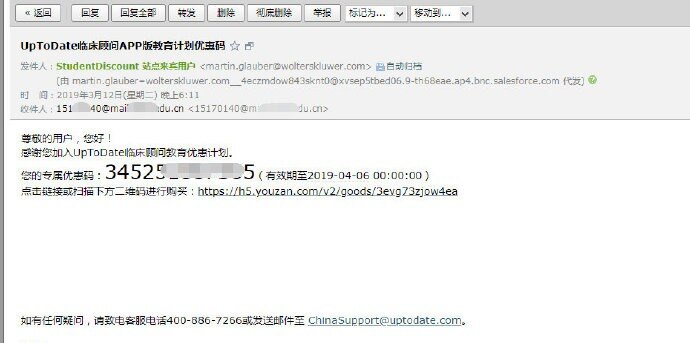 « 返回 回复 回复全部 转发 删除 彻底删除 举报 标记为... 移动到...
UpToDate临床顾问APP版教育计划优惠码
发件人：StudentDiscount 站点来宾用户 <martin.glauber@wolterskluwer.com> 自动归档
(由 martin.glauber=wolterskluwer.com__4eczmdow843sknt0@xvsep5tbed06.9-th68eae.ap4.bnc.salesforce.com 代发)
时 间：2019年3月12日(星期二) 晚上6:11
收件人：151 40@mai du.cn <15170140@m du.cn>
尊敬的用户，您好！
感谢您加入UpToDate临床顾问教育优惠计划。
您的专属优惠码：34525 5（有效期至2019-04-06 00:00:00）
点击链接或扫描下方二维码进行购买：https://h5.youzan.com/v2/goods/3evg73zjow4ea
如有任何疑问，请致电客服电话400-886-7266或发送邮件至 ChinaSupport@uptodate.com。